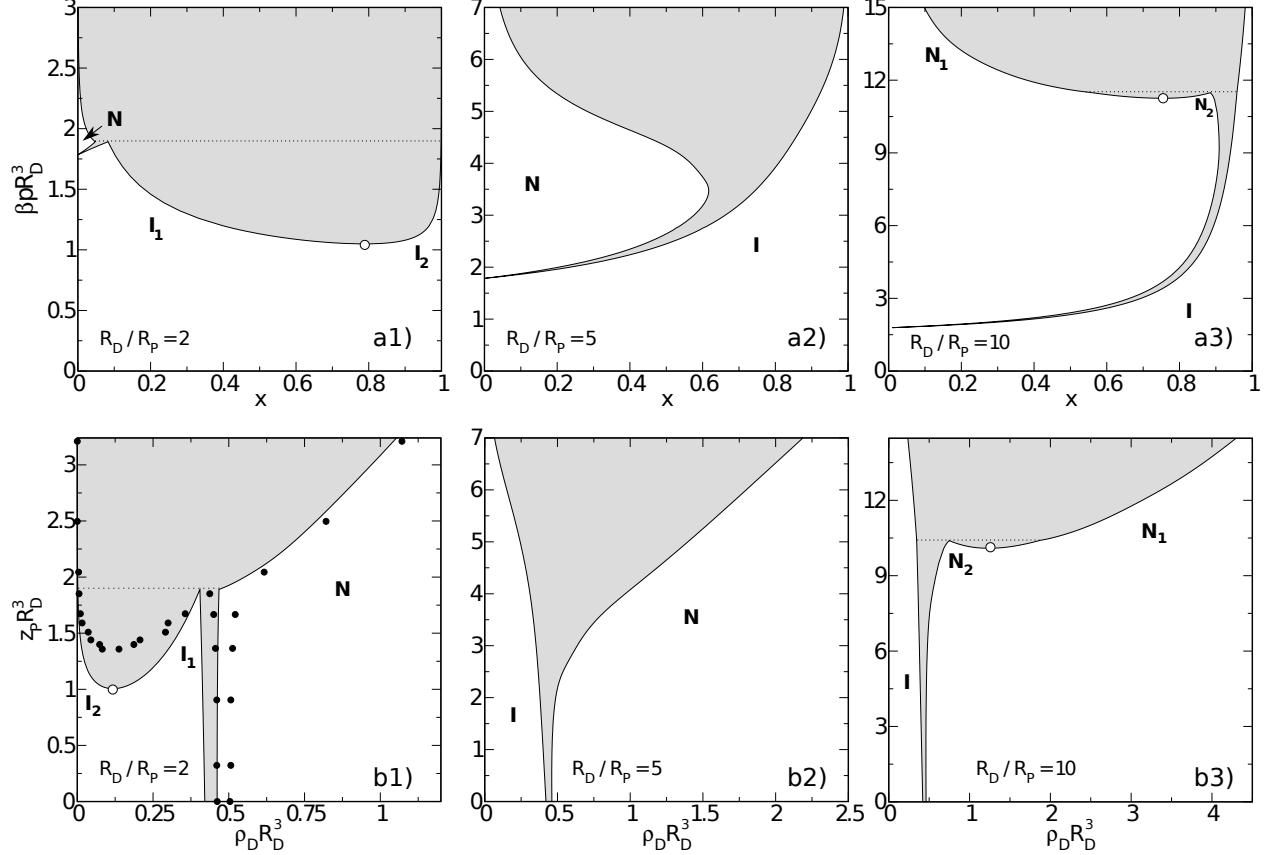 3
2.5
2
1.5
1
0.5
0
βpR_D^3
N
I_1
I_2
R_D / R_P = 2
a1)
0 0.2 0.4 0.6 0.8 1
x
7
6
5
4
3
2
1
0
N
I
R_D / R_P = 5
a2)
0 0.2 0.4 0.6 0.8 1
x
15
12
9
6
3
0
N_1
N_2
I
R_D / R_P = 10
a3)
0 0.2 0.4 0.6 0.8 1
x
3
2.5
2
1.5
1
0.5
0
z_P R_D^3
N
I_1
I_2
R_D / R_P = 2
b1)
0 0.25 0.5 0.75 1
ρ_D R_D^3
7
6
5
4
3
2
1
0
N
I
R_D / R_P = 5
b2)
0 0.5 1 1.5 2 2.5
ρ_D R_D^3
12
9
6
3
0
N_1
N_2
I
R_D / R_P = 10
b3)
0 1 2 3 4
ρ_D R_D^3